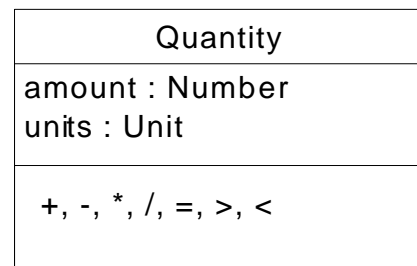 Quantity
amount : Number
units : Unit
+, -, *, /, =, >, <